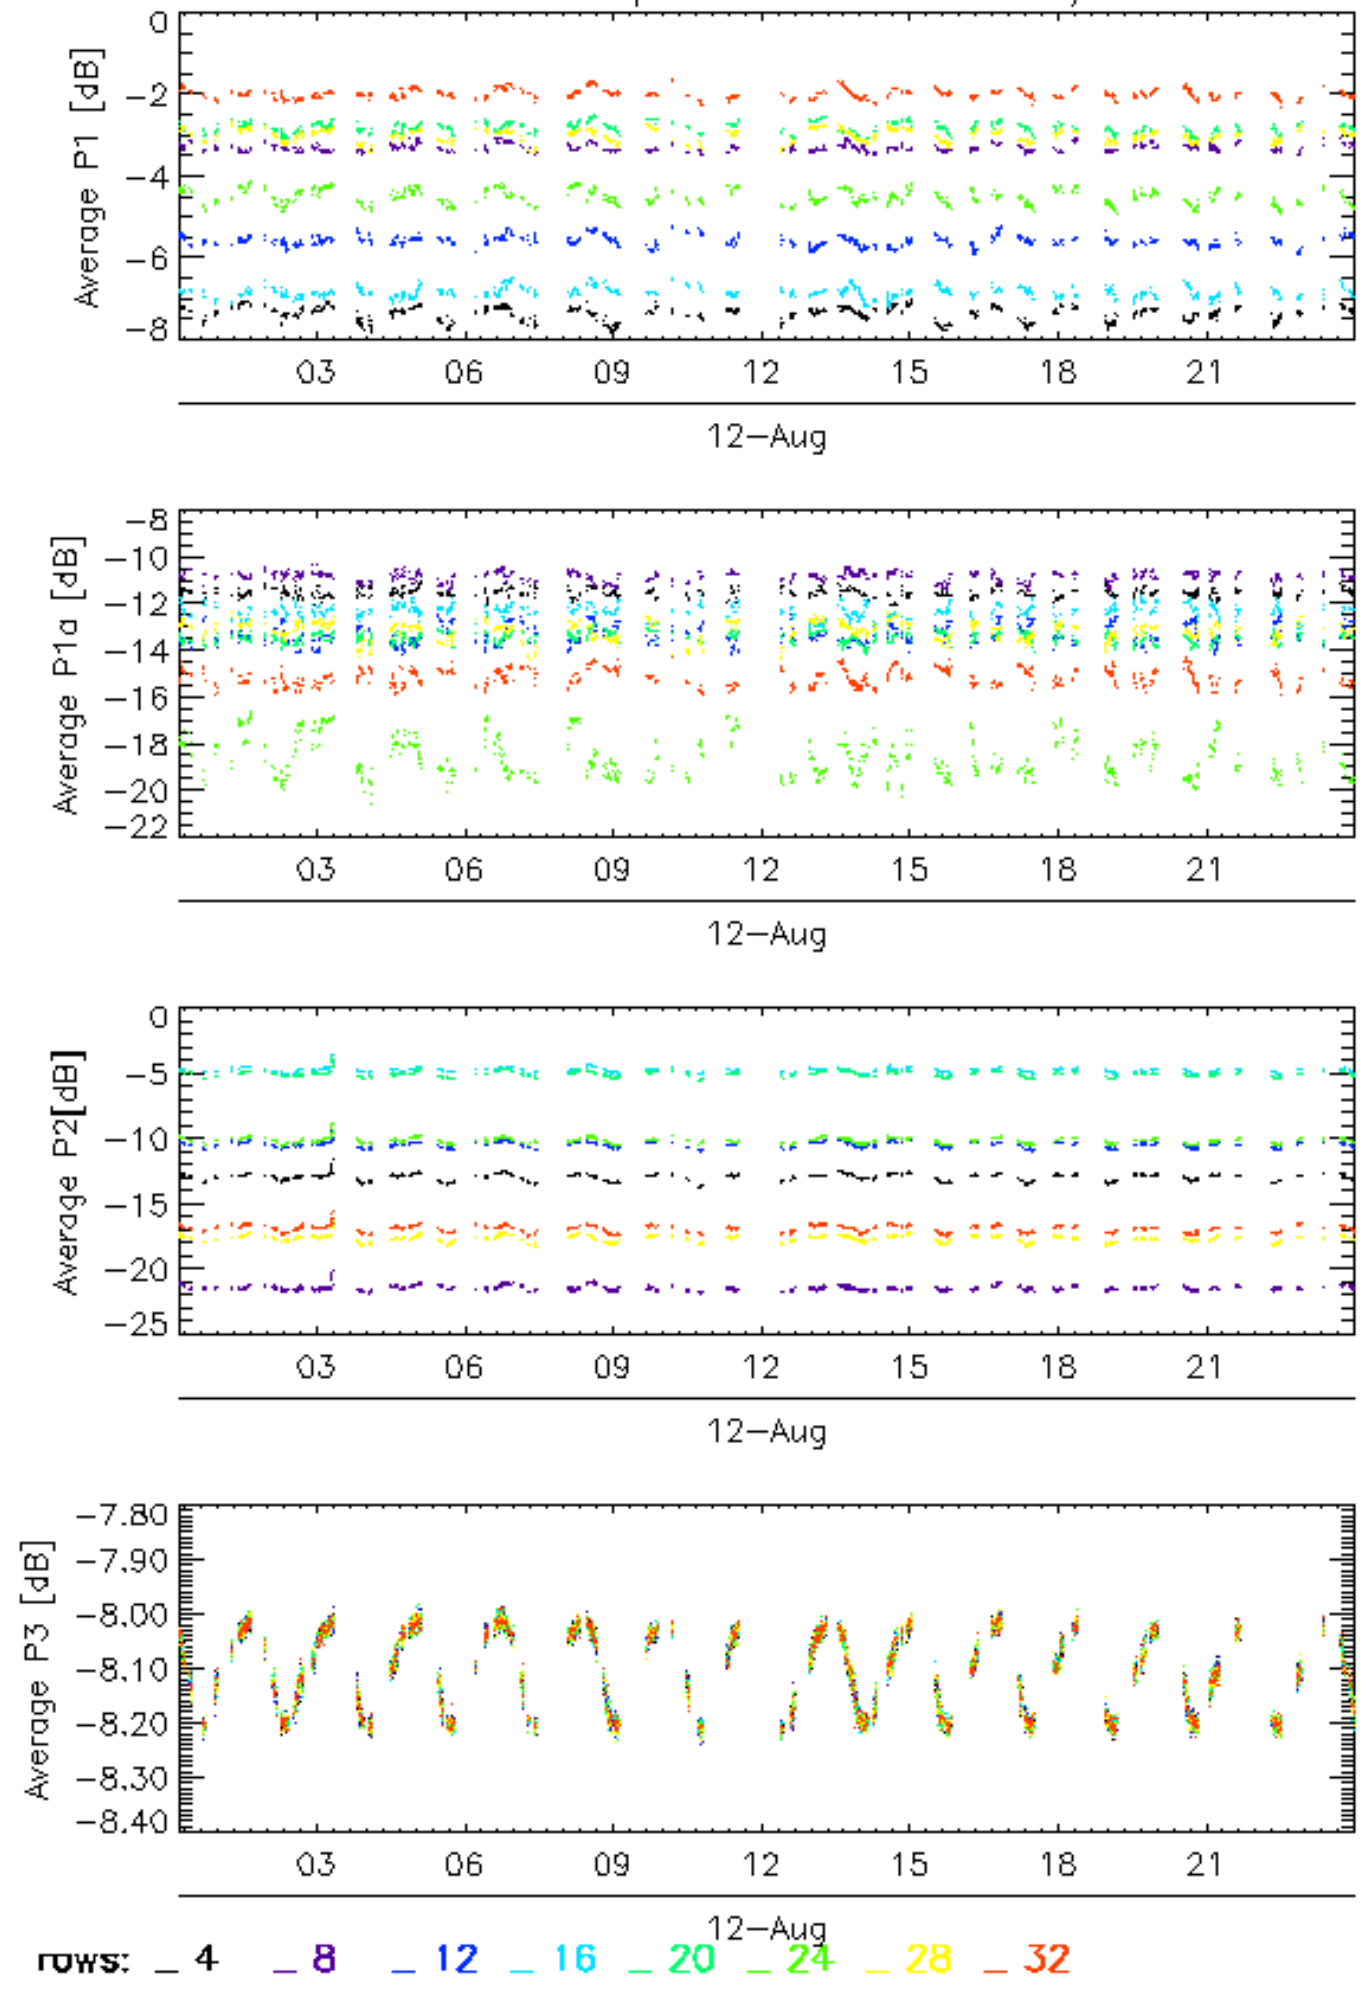 Average P1 [dB]
0
−2
−4
−6
−8
03 06 09 12 15 18 21
12−Aug
Average P1a [dB]
−8
−10
−12
−14
−16
−18
−20
−22
03 06 09 12 15 18 21
12−Aug
Average P2[dB]
0
−5
−10
−15
−20
−25
03 06 09 12 15 18 21
12−Aug
Average P3 [dB]
−7.80
−7.90
−8.00
−8.10
−8.20
−8.30
−8.40
03 06 09 12 15 18 21
12−Aug
rows: _ 4 _ 8 _ 12 _ 16 _ 20 _ 24 _ 28 _ 32